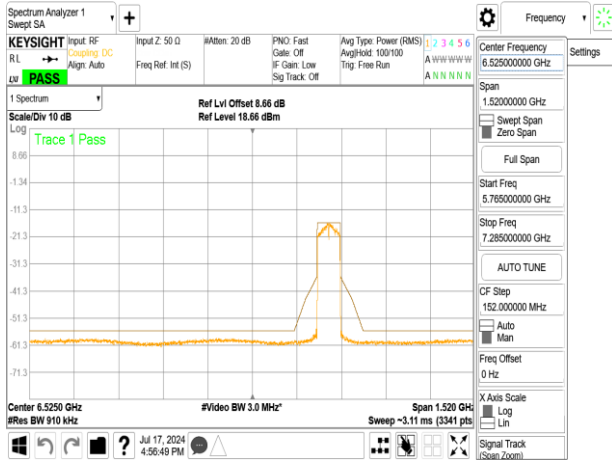 Spectrum Analyzer 1
Swept SA
+
Frequency
KEYSIGHT
RL
LXI
PASS
Input: RF
Coupling: DC
Align: Auto
Input Z: 50 Ω
Freq Ref: Int (S)
#Atten: 20 dB
PNO: Fast
Gate: Off
IF Gain: Low
Sig Track: Off
Avg Type: Power (RMS)
Avg|Hold: 100/100
Trig: Free Run
1 2 3 4 5 6
A W W W W W
A N N N N N
1 Spectrum
Scale/Div 10 dB
Ref Lvl Offset 8.66 dB
Ref Level 18.66 dBm
Log
Trace 1 Pass
8.66
-1.34
-11.3
-21.3
-31.3
-41.3
-51.3
-61.3
-71.3
Center 6.5250 GHz
#Res BW 910 kHz
#Video BW 3.0 MHz*
Span 1.520 GHz
Sweep ~3.11 ms (3341 pts)
Jul 17, 2024
4:56:49 PM
?
Center Frequency
6.525000000 GHz
Settings
Span
1.52000000 GHz
Swept Span
Zero Span
Full Span
Start Freq
5.765000000 GHz
Stop Freq
7.285000000 GHz
AUTO TUNE
CF Step
152.000000 MHz
Auto
Man
Freq Offset
0 Hz
X Axis Scale
Log
Lin
Signal Track
(Span Zoom)